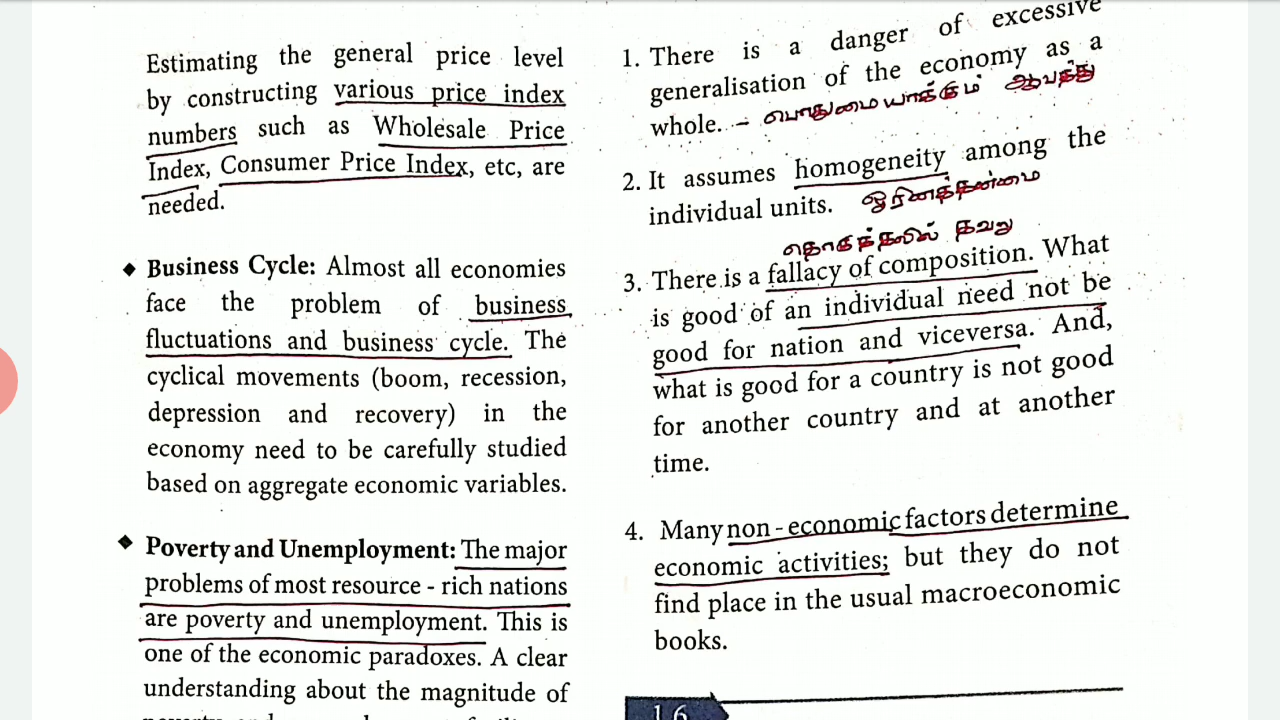 Estimating the general price level
by constructing various price index
numbers such as Wholesale Price
Index, Consumer Price Index, etc, are
needed.
◆ Business Cycle: Almost all economies
face the problem of business
fluctuations and business cycle. The
cyclical movements (boom, recession,
depression and recovery) in the
economy need to be carefully studied
based on aggregate economic variables.
❖ Poverty and Unemployment: The major
problems of most resource - rich nations
are poverty and unemployment. This is
one of the economic paradoxes. A clear
understanding about the magnitude of
1. There is a danger of excessive
generalisation of the economy as a
whole. – பொதுமையாக்கும் ஆபத்து
2. It assumes homogeneity among the
individual units. ஓரினத்தன்மை
தொகுத்தலில் தவறு
3. There is a fallacy of composition. What
is good of an individual need not be
good for nation and viceversa. And,
what is good for a country is not good
for another country and at another
time.
4. Many non - economic factors determine
economic activities; but they do not
find place in the usual macroeconomic
books.
16